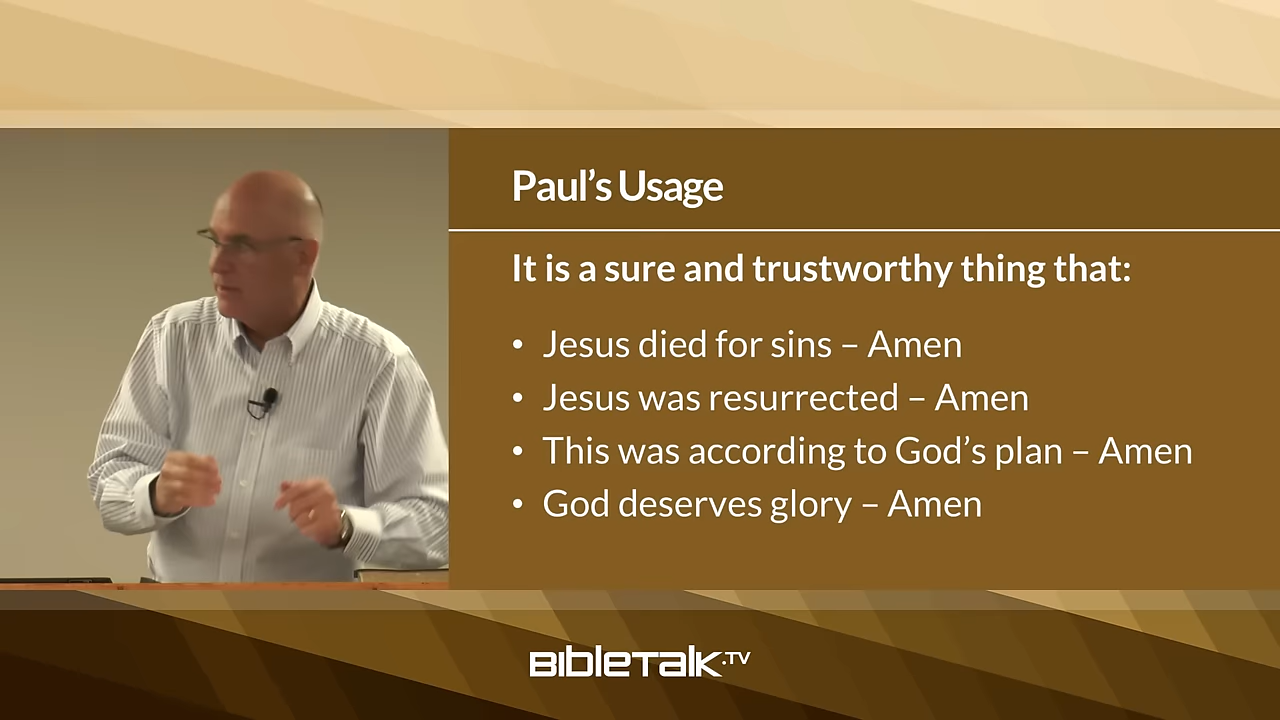 Paul’s Usage
It is a sure and trustworthy thing that:
• Jesus died for sins – Amen
• Jesus was resurrected – Amen
• This was according to God’s plan – Amen
• God deserves glory – Amen
BibleTalk.TV